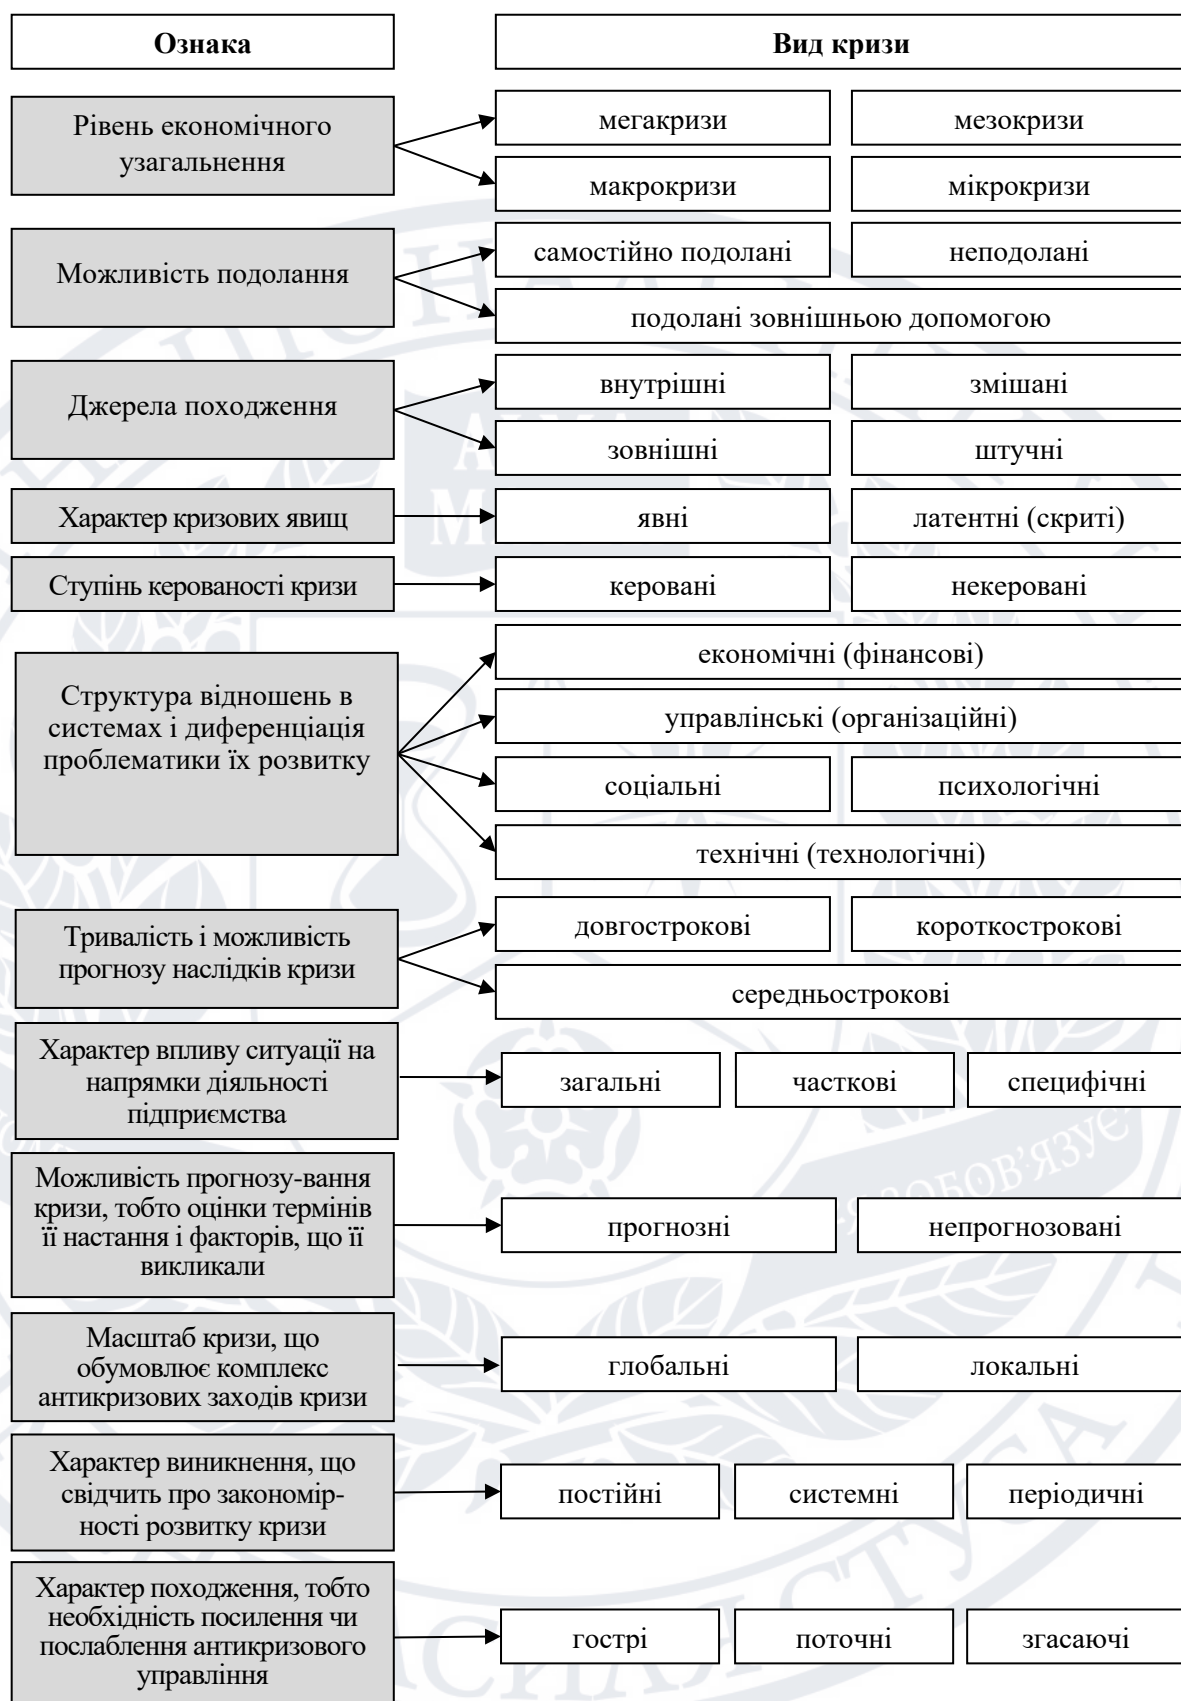 Ознака
Вид кризи
Рівень економічного
узагальнення
мегакризи
мезокризи
макрокризи
мікрокризи
Можливість подолання
самостійно подолані
неподолані
подолані зовнішньою допомогою
Джерела походження
внутрішні
змішані
зовнішні
штучні
Характер кризових явищ
явні
латентні (скриті)
Ступінь керованості кризи
керовані
некеровані
Структура відношень в
системах і диференціація
проблематики їх розвитку
економічні (фінансові)
управлінські (організаційні)
соціальні
психологічні
технічні (технологічні)
Тривалість і можливість
прогнозу наслідків кризи
довгострокові
короткострокові
середньострокові
Характер впливу ситуації на
напрямки діяльності
підприємства
загальні
часткові
специфічні
Можливість прогнозу-вання
кризи, тобто оцінки термінів
її настання і факторів, що її
викликали
прогнозні
непрогнозовані
Масштаб кризи, що
обумовлює комплекс
антикризових заходів кризи
глобальні
локальні
Характер виникнення, що
свідчить про закономір-
ності розвитку кризи
постійні
системні
періодичні
Характер походження, тобто
необхідність посилення чи
послаблення антикризового
управління
гострі
поточні
згасаючі